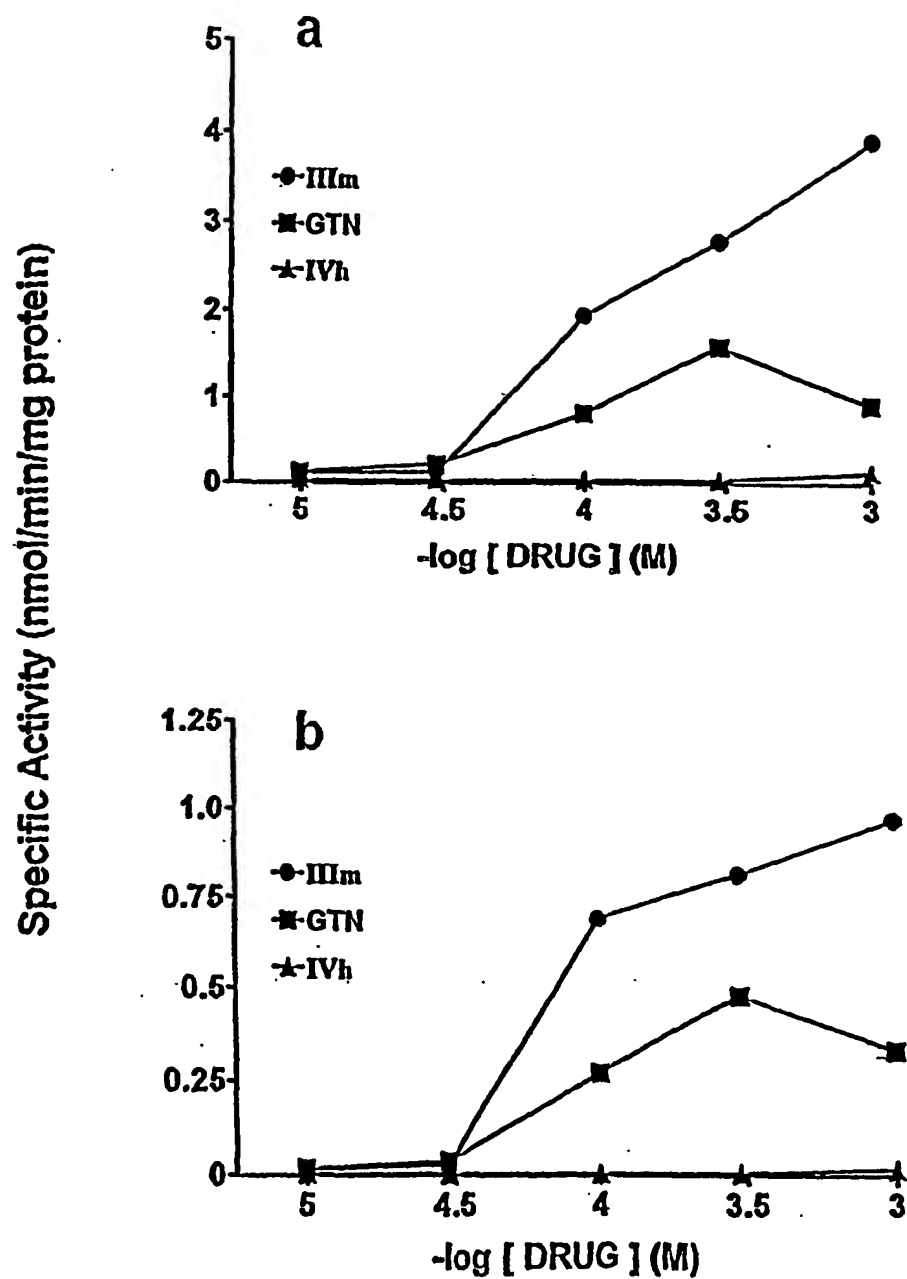 a
5
4
3
2
1
0
IIIm
GTN
IVh
5 4.5 4 3.5 3
-log [ DRUG ] (M)
Specific Activity (nmol/min/mg protein)
b
1.25
1.0
0.75
0.5
0.25
0
IIIm
GTN
IVh
5 4.5 4 3.5 3
-log [ DRUG ] (M)